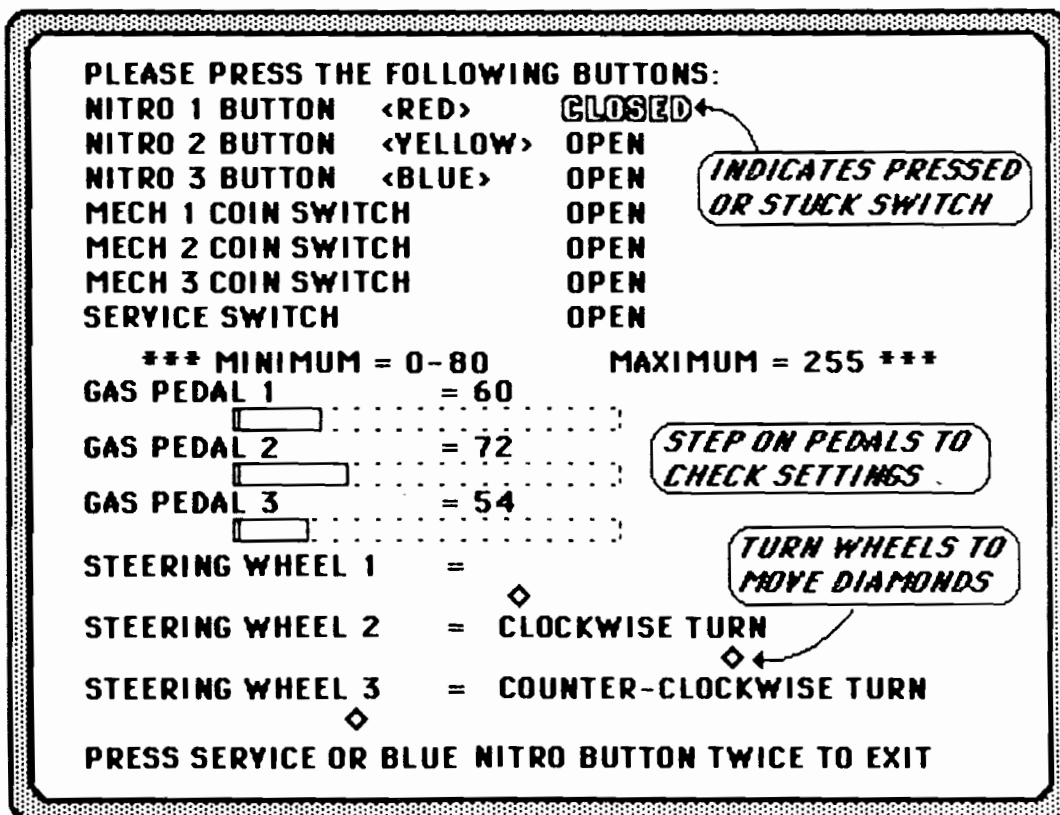 PLEASE PRESS THE FOLLOWING BUTTONS:
NITRO 1 BUTTON <RED> CLOSED
NITRO 2 BUTTON <YELLOW> OPEN
NITRO 3 BUTTON <BLUE> OPEN
INDICATES PRESSED
OR STUCK SWITCH
MECH 1 COIN SWITCH OPEN
MECH 2 COIN SWITCH OPEN
MECH 3 COIN SWITCH OPEN
SERVICE SWITCH OPEN
*** MINIMUM = 0-80 MAXIMUM = 255 ***
GAS PEDAL 1 = 60
GAS PEDAL 2 = 72
STEP ON PEDALS TO
CHECK SETTINGS
GAS PEDAL 3 = 54
STEERING WHEEL 1 =
TURN WHEELS TO
MOVE DIAMONDS
STEERING WHEEL 2 = CLOCKWISE TURN
STEERING WHEEL 3 = COUNTER-CLOCKWISE TURN
PRESS SERVICE OR BLUE NITRO BUTTON TWICE TO EXIT